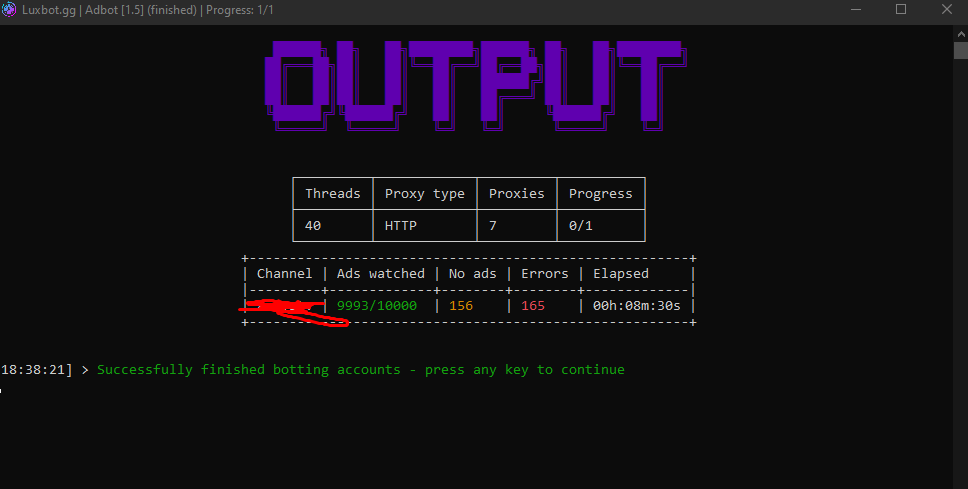 Luxbot.gg | Adbot [1.5] (finished) | Progress: 1/1
OUTPUT
Threads | Proxy type | Proxies | Progress
40 | HTTP | 7 | 0/1
Channel | Ads watched | No ads | Errors | Elapsed
9993/10000 | 156 | 165 | 00h:08m:30s
18:38:21] > Successfully finished botting accounts - press any key to continue